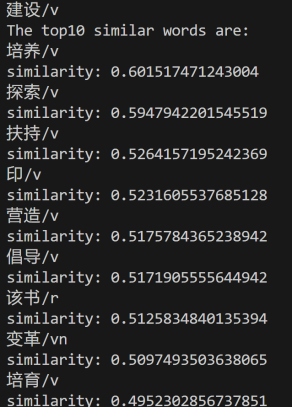 建设/v
The top10 similar words are:
培养/v
similarity: 0.601517471243004
探索/v
similarity: 0.5947942201545519
扶持/v
similarity: 0.5264157195242369
印/v
similarity: 0.5231605537685128
营造/v
similarity: 0.5175784365238942
倡导/v
similarity: 0.5171905555644942
该书/r
similarity: 0.5125834840135394
变革/vn
similarity: 0.5097493503638065
培育/v
similarity: 0.4952302856737851